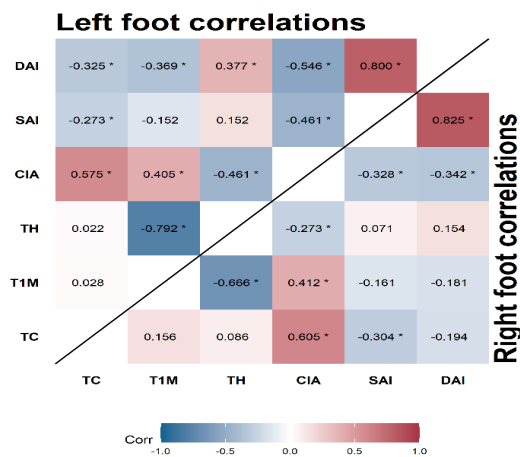 Left foot correlations
DAI -0.325 * -0.369 * 0.377 * -0.546 * 0.800 *
SAI -0.273 * -0.152 0.152 -0.461 * 0.825 *
CIA 0.575 * 0.405 * -0.461 * -0.328 * -0.342 *
TH 0.022 -0.792 * -0.273 * 0.071 0.154
T1M 0.028 -0.666 * 0.412 * -0.161 -0.181
TC 0.156 0.086 0.605 * -0.304 * -0.194
TC T1M TH CIA SAI DAI
Right foot correlations
Corr
-1.0 -0.5 0.0 0.5 1.0